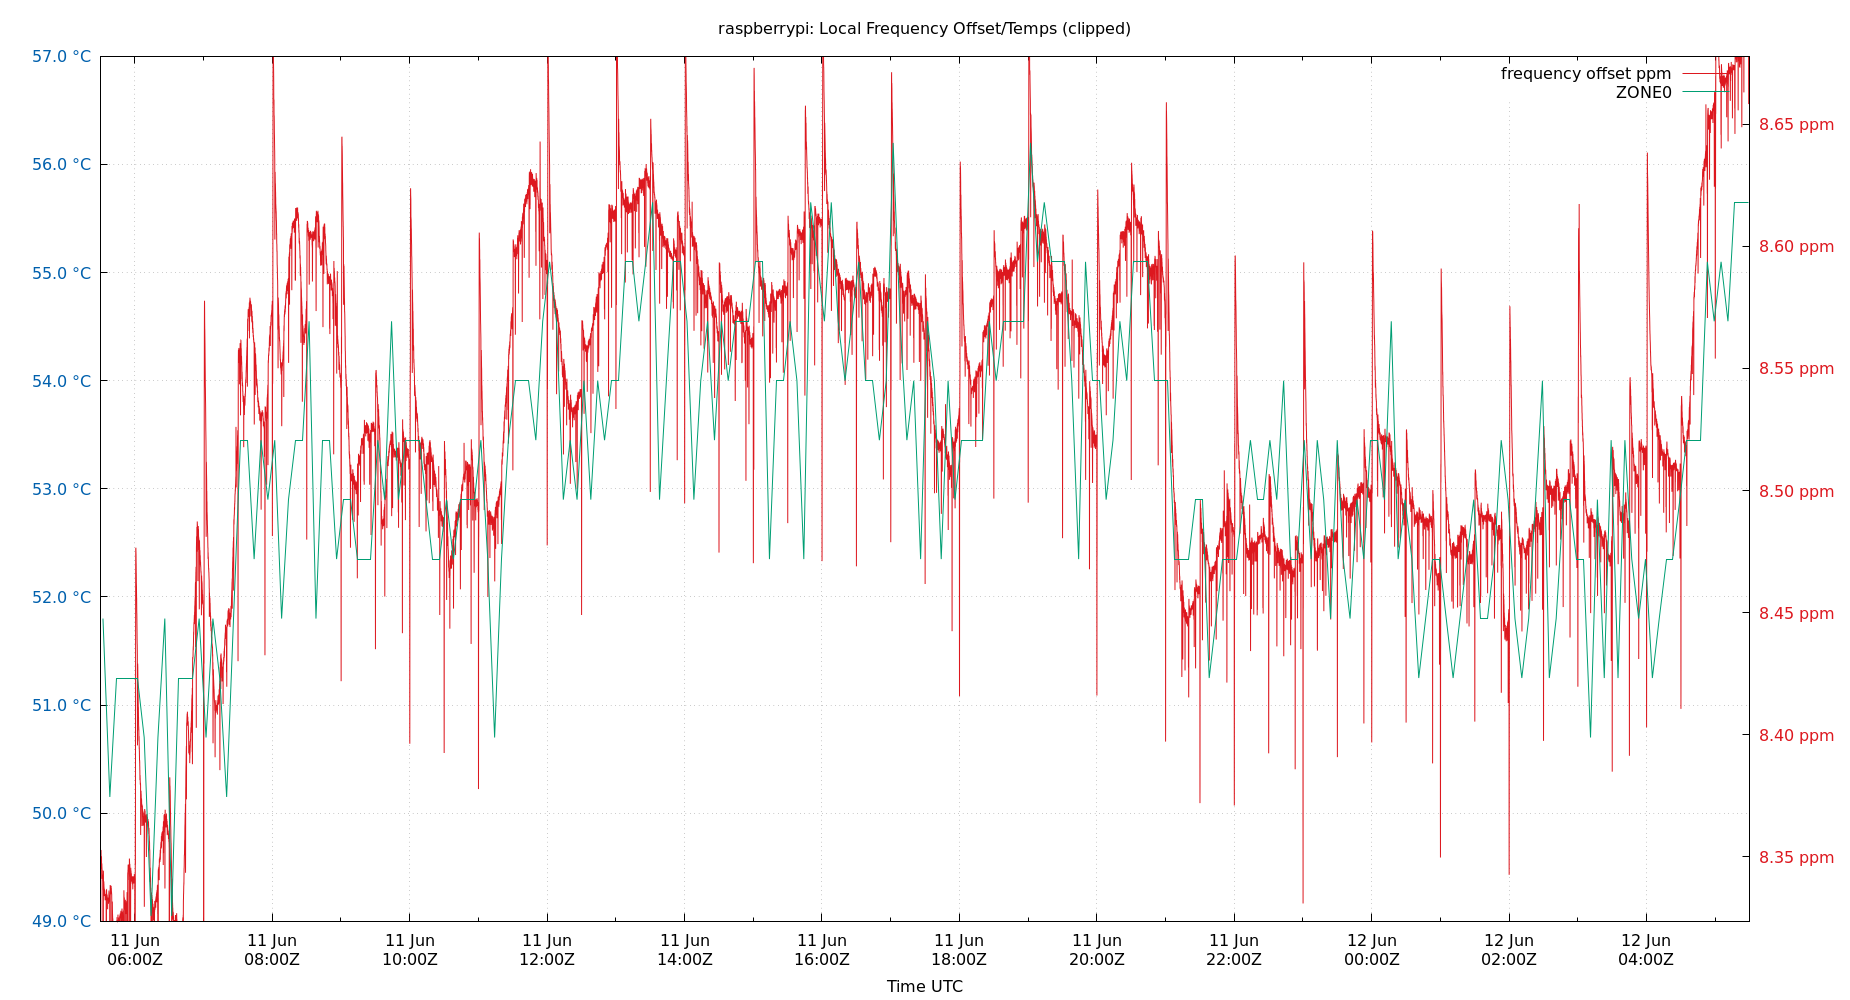 raspberrypi: Local Frequency Offset/Temps (clipped)
57.0 °C
56.0 °C
55.0 °C
54.0 °C
53.0 °C
52.0 °C
51.0 °C
50.0 °C
49.0 °C
frequency offset ppm
ZONE0
8.65 ppm
8.60 ppm
8.55 ppm
8.50 ppm
8.45 ppm
8.40 ppm
8.35 ppm
11 Jun 11 Jun 11 Jun 11 Jun 11 Jun 11 Jun 11 Jun 11 Jun 11 Jun 12 Jun 12 Jun 12 Jun
06:00Z 08:00Z 10:00Z 12:00Z 14:00Z 16:00Z 18:00Z 20:00Z 22:00Z 00:00Z 02:00Z 04:00Z
Time UTC